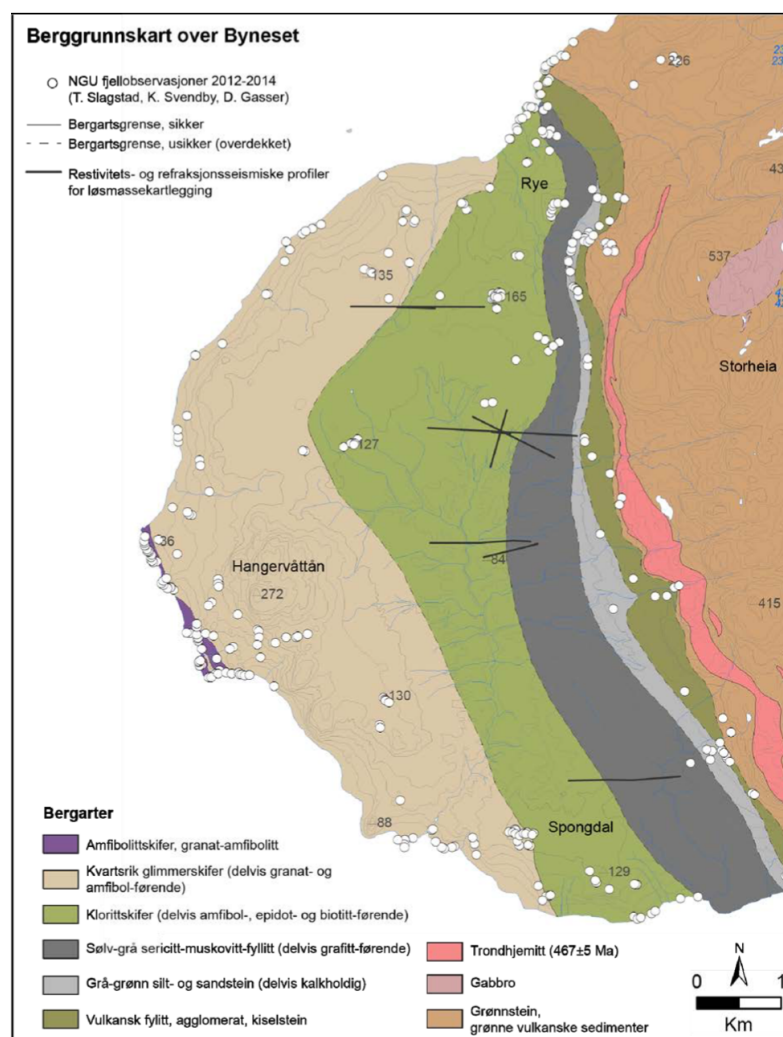 Berggrunnskart over Byneset
NGU fjellobservasjoner 2012-2014
(T. Slagstad, K. Svendby, D. Gasser)
Bergartsgrense, sikker
Bergartsgrense, usikker (overdekket)
Restivitets- og refraksjonsseismiske profiler
for løsmassekartlegging
226
Rye
43
537
135
165
Storheia
127
36
84
Hangervåttån
272
415
130
88
Spongdal
129
Bergarter
Amfibolittskifer, granat-amfibolitt
Kvartsrik glimmerskifer (delvis granat- og
amfibol-førende)
Klorittskifer (delvis amfibol-, epidot- og biotitt-førende)
Sølv-grå sericitt-muskovitt-fyllitt (delvis grafitt-førende)
Grå-grønn silt- og sandstein (delvis kalkholdig)
Vulkansk fylitt, agglomerat, kiselstein
Trondhjemitt (467±5 Ma)
Gabbro
Grønnstein,
grønne vulkanske sedimenter
N
0 1
Km